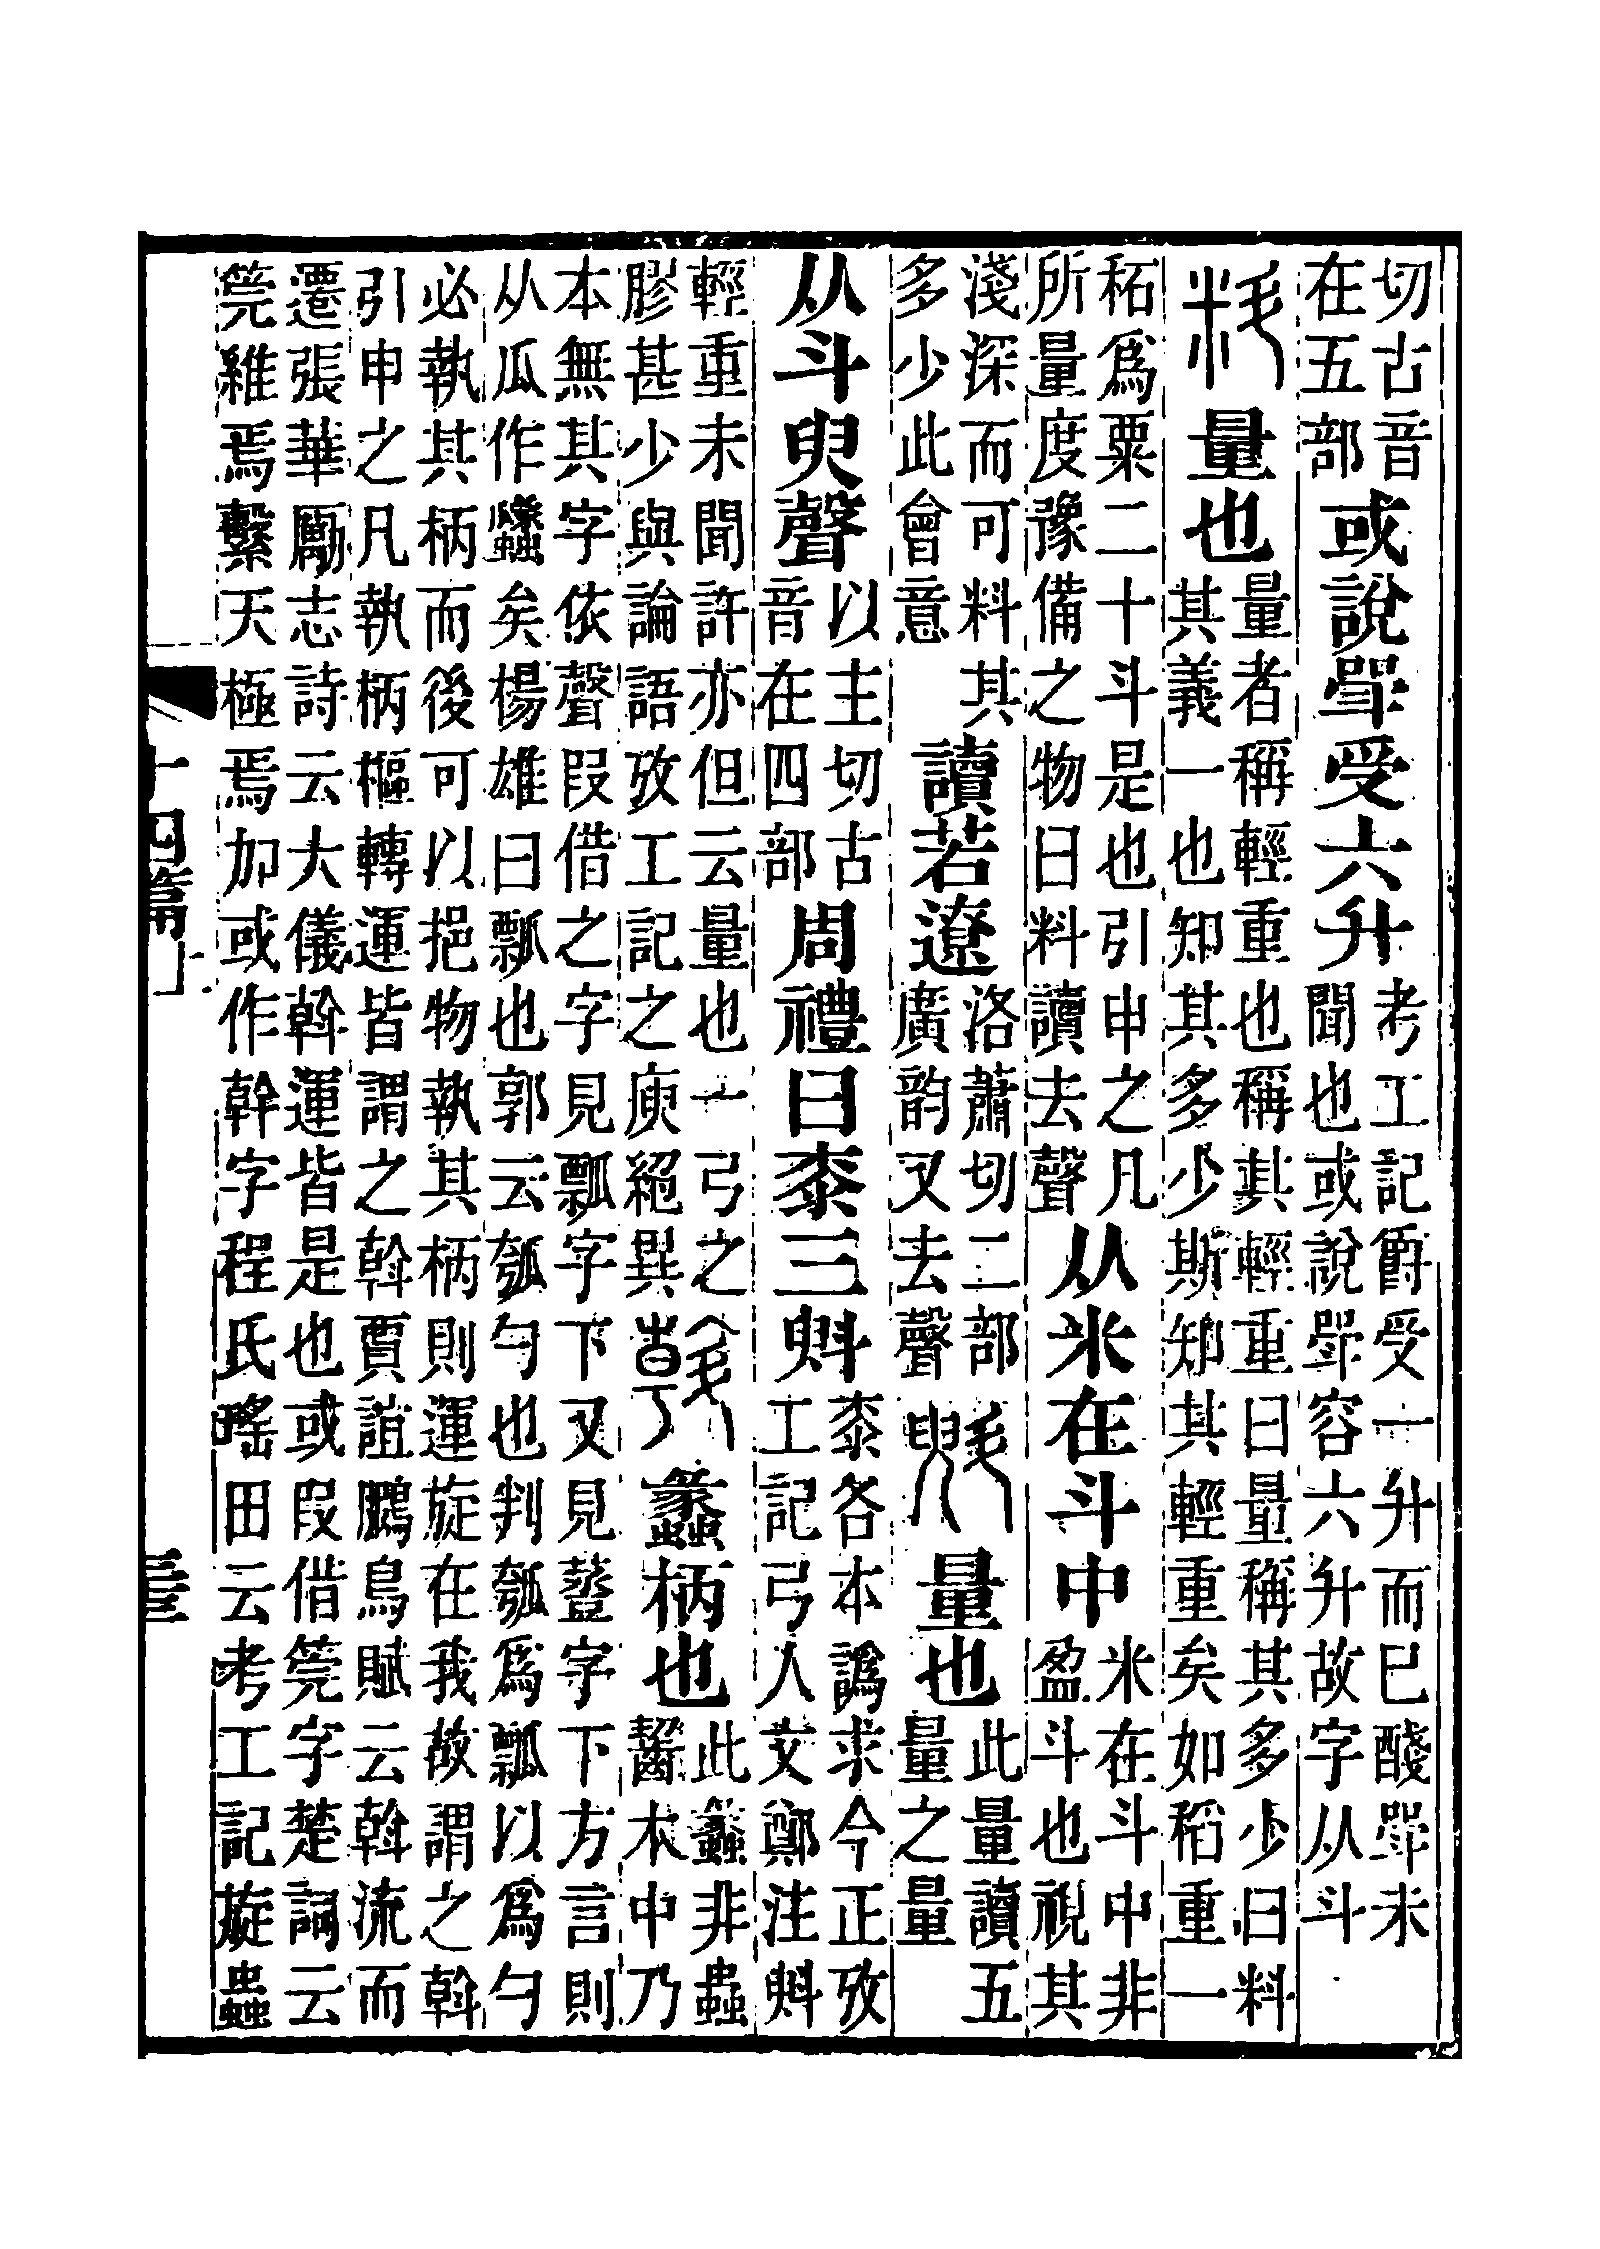 切古音在五部或說斝受六升考工記爵受一升而已醆斝未聞也或說斝容六升故字从斗
料量也量者稱輕重也稱其輕重曰量稱其多少曰料其義一也知其多少斯知其輕重矣如稻重一
䄷爲粟二十斗是也引申之凡所量度豫備之物曰料讀去聲从米在斗中米在斗中非盈斗也視其
淺深而可料其多少此會意讀若遼洛蕭切二部廣韵又去聲斞量也此量讀五量之量
从斗臾聲以主切古音在四部周禮曰桼三斞桼各本譌求今正攷工記弓人文鄭注斞
輕重未聞許亦但云量也一弓之膠甚少與論語攷工記之庾絕異斡蠡柄也此蠡非蟲齧木中乃
本無其字依聲叚借之字見瓢字下又見𧯷字下方言則从瓜作𤬅矣楊雄曰瓢也郭云瓠勺也判瓠爲瓢以爲勺
必執其柄而後可以挹物執其柄則運旋在我故謂之斡引申之凡執柄樞轉運皆謂之斡賈誼鵩鳥賦云斡流而
遷張華勵志詩云大儀斡運皆是也或叚借筦字楚詞云筦維焉繫天極焉加或作幹字程氏瑤田云考工記旋蟲
十四篇上